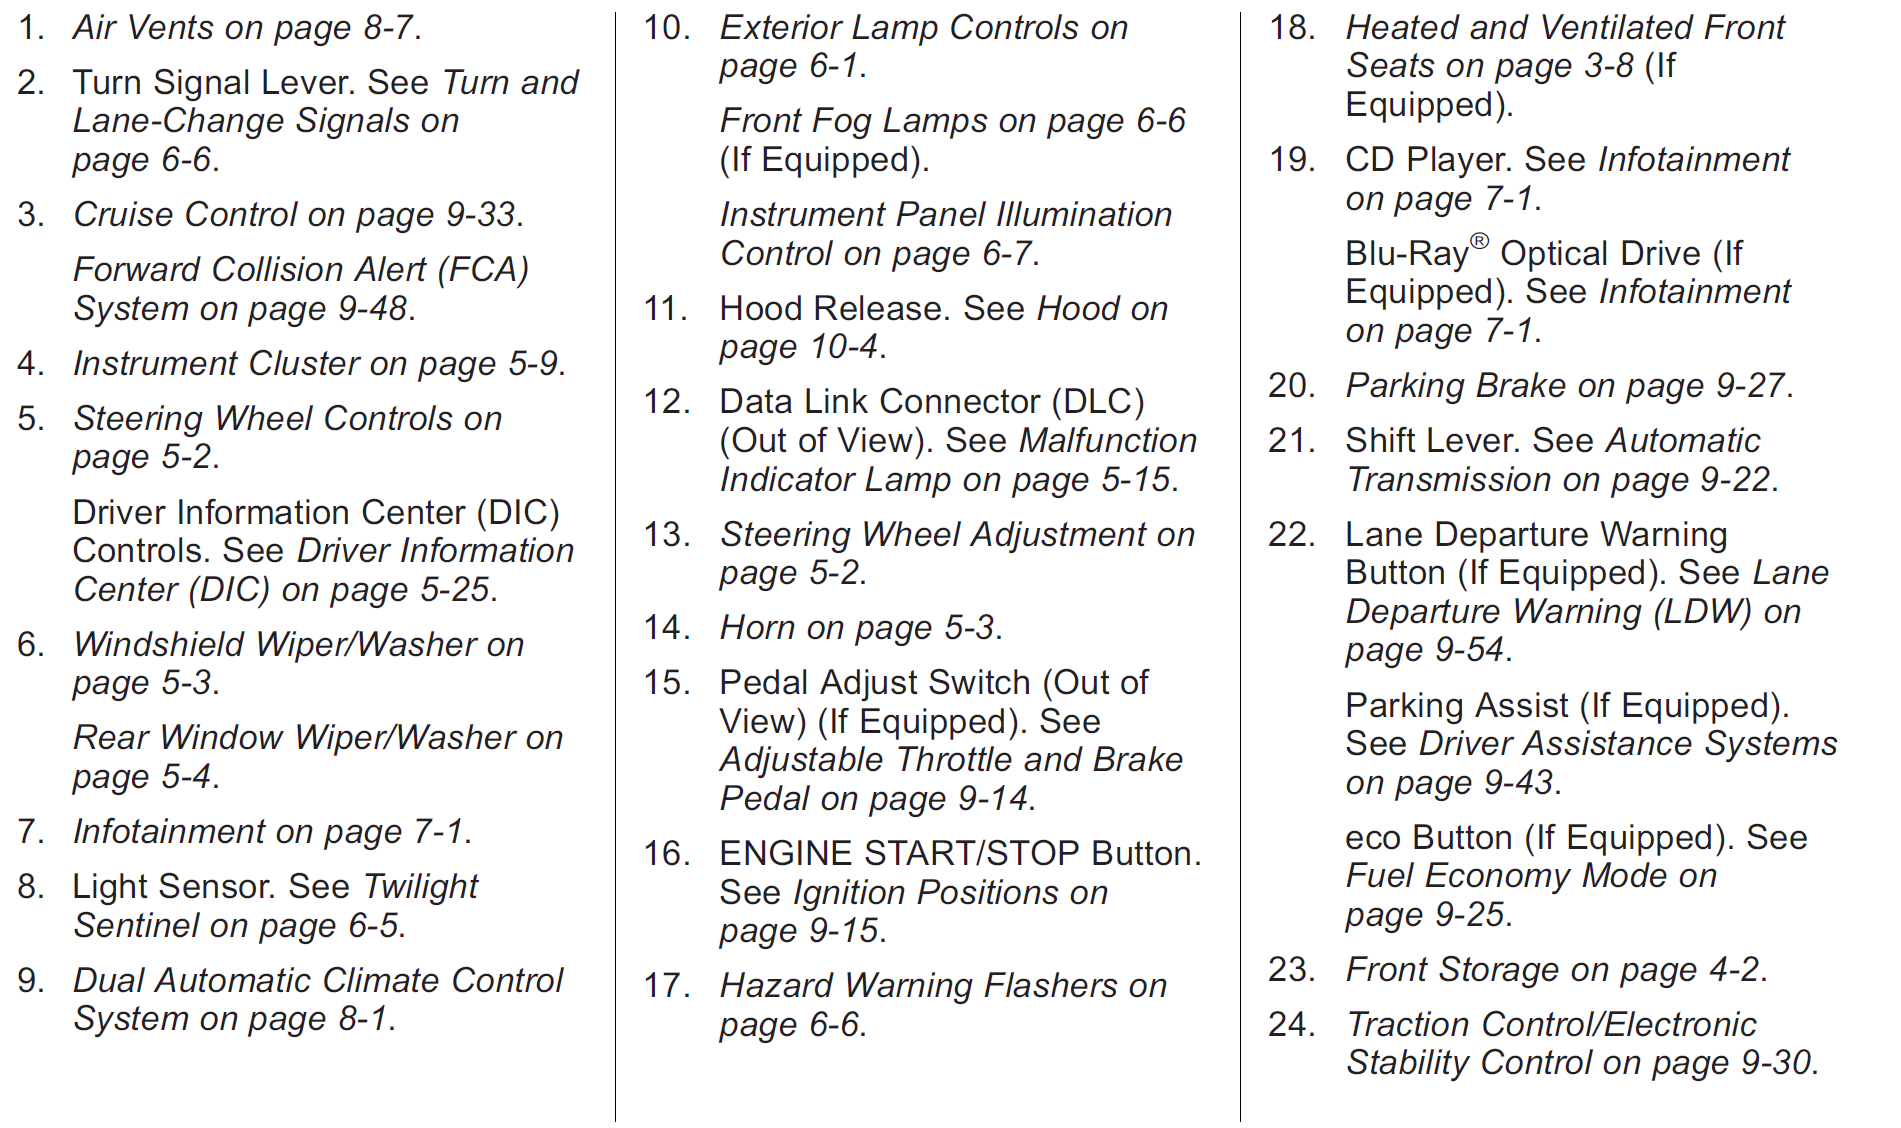 1. Air Vents on page 8-7.
2. Turn Signal Lever. See Turn and
Lane-Change Signals on
page 6-6.
3. Cruise Control on page 9-33.
Forward Collision Alert (FCA)
System on page 9-48.
4. Instrument Cluster on page 5-9.
5. Steering Wheel Controls on
page 5-2.
Driver Information Center (DIC)
Controls. See Driver Information
Center (DIC) on page 5-25.
6. Windshield Wiper/Washer on
page 5-3.
Rear Window Wiper/Washer on
page 5-4.
7. Infotainment on page 7-1.
8. Light Sensor. See Twilight
Sentinel on page 6-5.
9. Dual Automatic Climate Control
System on page 8-1.
10. Exterior Lamp Controls on
page 6-1.
Front Fog Lamps on page 6-6
(If Equipped).
Instrument Panel Illumination
Control on page 6-7.
11. Hood Release. See Hood on
page 10-4.
12. Data Link Connector (DLC)
(Out of View). See Malfunction
Indicator Lamp on page 5-15.
13. Steering Wheel Adjustment on
page 5-2.
14. Horn on page 5-3.
15. Pedal Adjust Switch (Out of
View) (If Equipped). See
Adjustable Throttle and Brake
Pedal on page 9-14.
16. ENGINE START/STOP Button.
See Ignition Positions on
page 9-15.
17. Hazard Warning Flashers on
page 6-6.
18. Heated and Ventilated Front
Seats on page 3-8 (If
Equipped).
19. CD Player. See Infotainment
on page 7-1.
Blu-Ray® Optical Drive (If
Equipped). See Infotainment
on page 7-1.
20. Parking Brake on page 9-27.
21. Shift Lever. See Automatic
Transmission on page 9-22.
22. Lane Departure Warning
Button (If Equipped). See Lane
Departure Warning (LDW) on
page 9-54.
Parking Assist (If Equipped).
See Driver Assistance Systems
on page 9-43.
eco Button (If Equipped). See
Fuel Economy Mode on
page 9-25.
23. Front Storage on page 4-2.
24. Traction Control/Electronic
Stability Control on page 9-30.